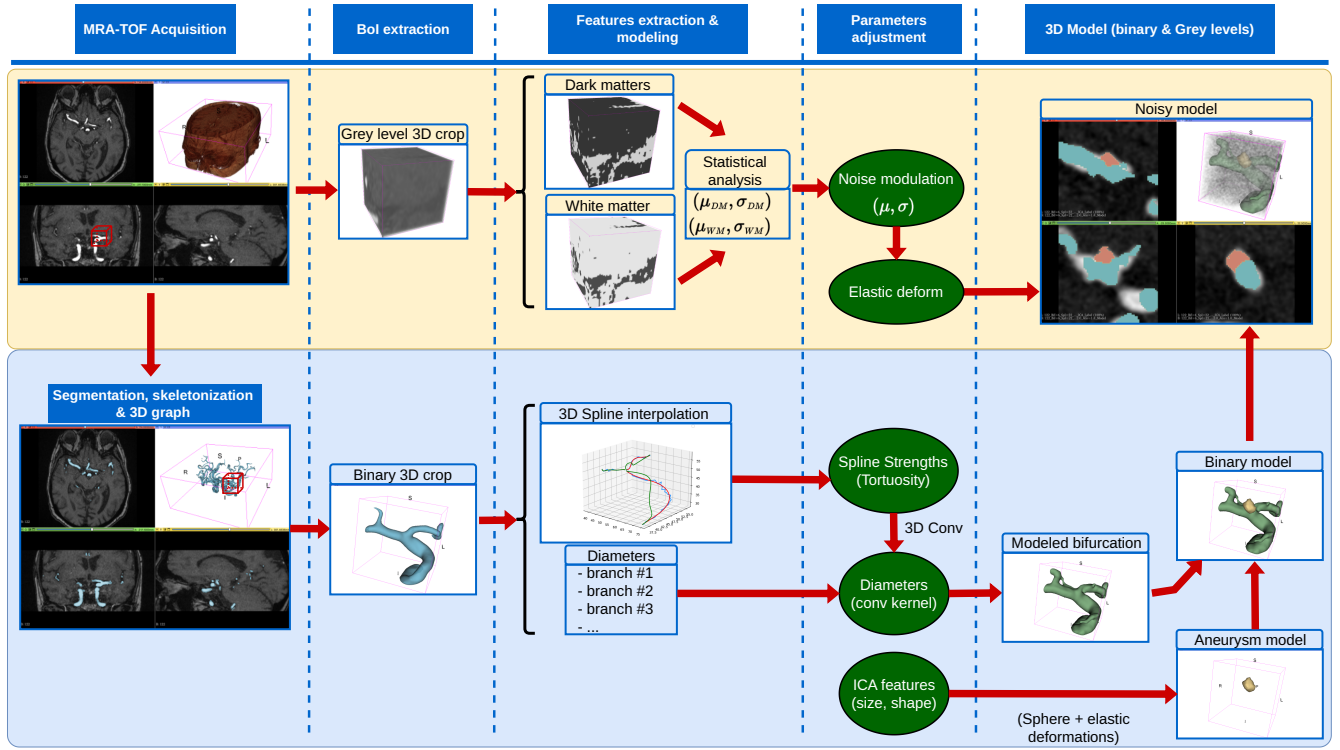 MRA-TOF Acquisition
BoI extraction
Features extraction &
modeling
Parameters
adjustment
3D Model (binary & Grey levels)
Grey level 3D crop
Dark matters
White matter
Statistical
analysis
(μDM, σDM)
(μWM, σWM)
Noise modulation
(μ, σ)
Elastic deform
Noisy model
S
L
Segmentation, skeletonization
& 3D graph
S
P
R
L
Binary 3D crop
S
L
I
3D Spline interpolation
Diameters
- branch #1
- branch #2
- branch #3
- ...
Spline Strengths
(Tortuosity)
3D Conv
Diameters
(conv kernel)
ICA features
(size, shape)
Modeled bifurcation
S
L
Binary model
S
L
Aneurysm model
S
R
L
(Sphere + elastic
deformations)